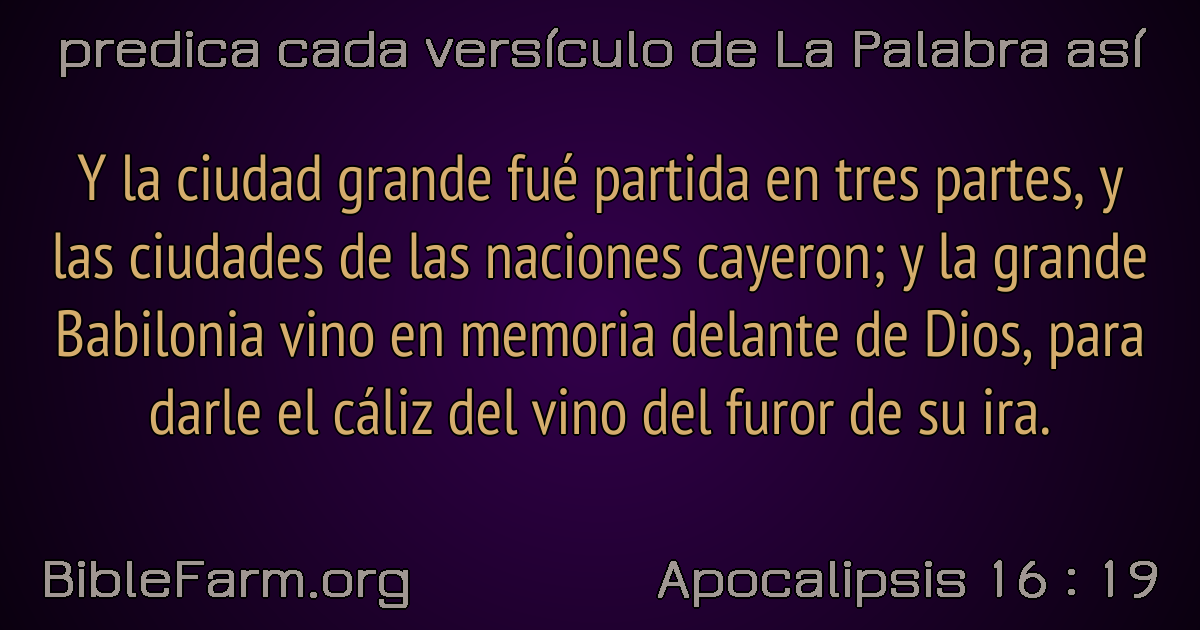 predica cada versículo de La Palabra así
Y la ciudad grande fué partida en tres partes, y
las ciudades de las naciones cayeron; y la grande
Babilonia vino en memoria delante de Dios, para
darle el cáliz del vino del furor de su ira.
BibleFarm.org
Apocalipsis 16 : 19